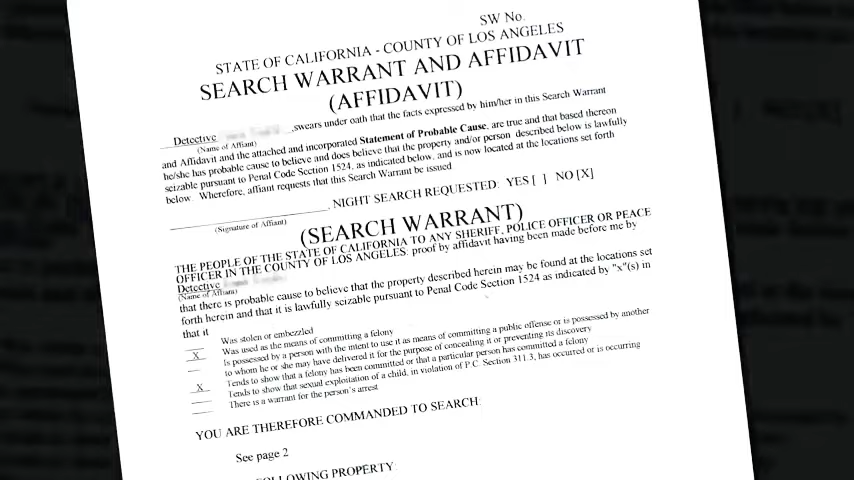 SW No.
STATE OF CALIFORNIA - COUNTY OF LOS ANGELES
SEARCH WARRANT AND AFFIDAVIT
(AFFIDAVIT)
Detective ,swears under oath that the facts expressed by him/her in this Search Warrant
(Name of Affiant)
and Affidavit and the attached and incorporated Statement of Probable Cause, are true and that based thereon
he/she has probable cause to believe and does believe that the property and/or person described below is lawfully
seizable pursuant to Penal Code Section 1524, as indicated below, and is now located at the locations set forth
below. Wherefore, affiant requests that this Search Warrant be issued
, NIGHT SEARCH REQUESTED: YES [ ] NO [X]
(Signature of Affiant)
(SEARCH WARRANT)
THE PEOPLE OF THE STATE OF CALIFORNIA TO ANY SHERIFF, POLICE OFFICER OR PEACE
OFFICER IN THE COUNTY OF LOS ANGELES: proof by affidavit having been made before me by
Detective
(Name of Affiant)
that there is probable cause to believe that the property described herein may be found at the locations set
forth herein and that it is lawfully seizable pursuant to Penal Code Section 1524 as indicated by "x"(s) in
that it
Was stolen or embezzled
X Was used as the means of committing a felony
Is possessed by a person with the intent to use it as means of committing a public offense or is possessed by another
to whom he or she may have delivered it for the purpose of concealing it or preventing its discovery
X Tends to show that a felony has been committed or that a particular person has committed a felony
Tends to show that sexual exploitation of a child, in violation of P.C. Section 311.3, has occurred or is occurring
There is a warrant for the person's arrest
YOU ARE THEREFORE COMMANDED TO SEARCH:
See page 2
FOLLOWING PROPERTY: